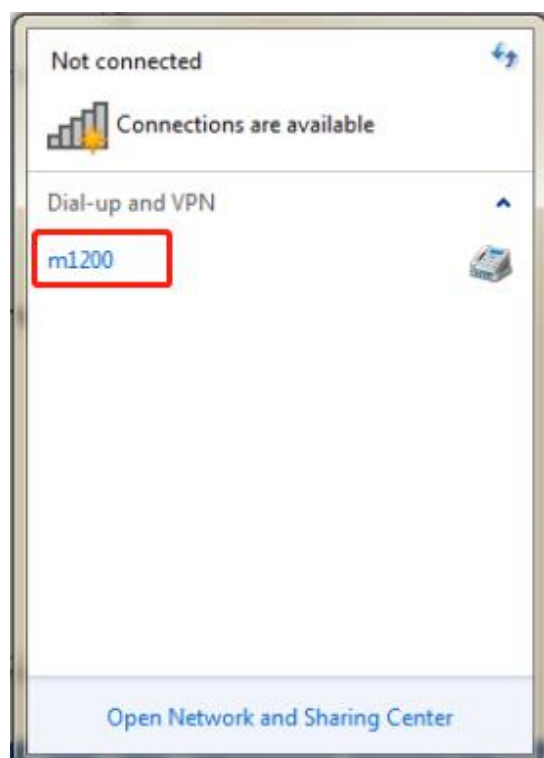 Not connected
Connections are available
Dial-up and VPN
m1200
Open Network and Sharing Center